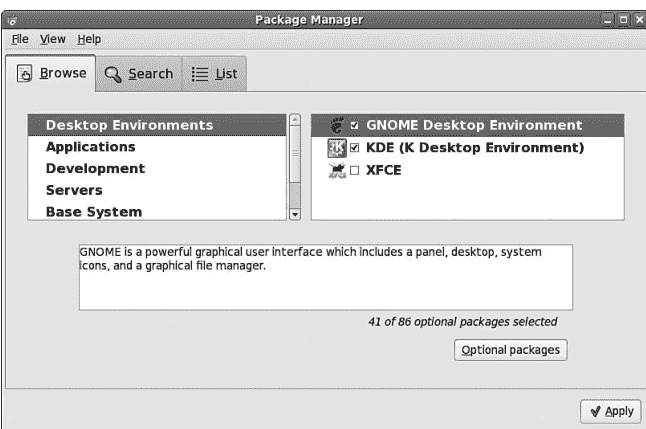 Package Manager
File View Help
Browse Search List
Desktop Environments
Applications
Development
Servers
Base System
GNOME Desktop Environment
KDE (K Desktop Environment)
XFCE
GNOME is a powerful graphical user interface which includes a panel, desktop, system
icons, and a graphical file manager.
41 of 86 optional packages selected
Optional packages
Apply